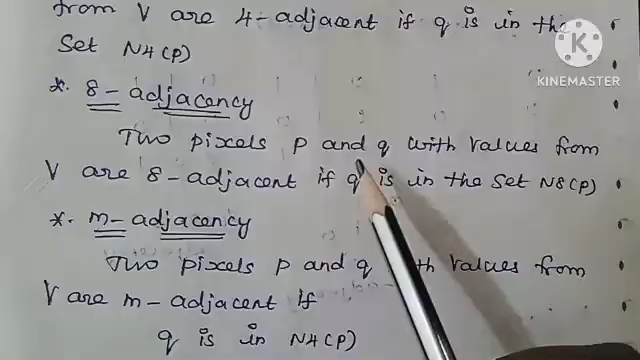 from V are 4-adjacent if q is in the
Set N4(P)
*. 8-adjacency
Two pixels p and q with values from
V are 8-adjacent if q is in the Set N8(P)
*. m-adjacency
Two pixels p and q with values from
V are m-adjacent if
q is in N4(P)
KINEMASTER